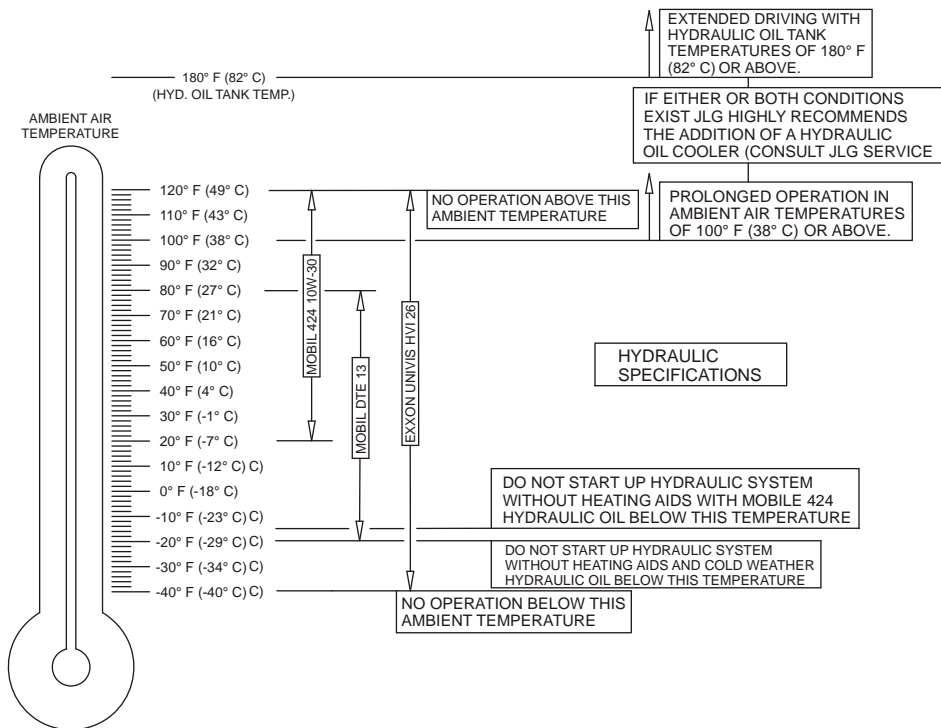 EXTENDED DRIVING WITH
HYDRAULIC OIL TANK
TEMPERATURES OF 180° F
(82° C) OR ABOVE.
180° F (82° C)
(HYD. OIL TANK TEMP.)
IF EITHER OR BOTH CONDITIONS
EXIST JLG HIGHLY RECOMMENDS
THE ADDITION OF A HYDRAULIC
OIL COOLER (CONSULT JLG SERVICE
AMBIENT AIR
TEMPERATURE
120° F (49° C)
NO OPERATION ABOVE THIS
AMBIENT TEMPERATURE
PROLONGED OPERATION IN
AMBIENT AIR TEMPERATURES
OF 100° F (38° C) OR ABOVE.
110° F (43° C)
100° F (38° C)
90° F (32° C)
80° F (27° C)
70° F (21° C)
60° F (16° C)
50° F (10° C)
40° F (4° C)
30° F (-1° C)
20° F (-7° C)
10° F (-12° C) C)
0° F (-18° C)
-10° F (-23° C) C)
-20° F (-29° C) C)
-30° F (-34° C) C)
-40° F (-40° C) C)
MOBIL 424 10W-30
MOBIL DTE 13
EXXON UNIVIS HVI 26
HYDRAULIC
SPECIFICATIONS
DO NOT START UP HYDRAULIC SYSTEM
WITHOUT HEATING AIDS WITH MOBILE 424
HYDRAULIC OIL BELOW THIS TEMPERATURE
DO NOT START UP HYDRAULIC SYSTEM
WITHOUT HEATING AIDS AND COLD WEATHER
HYDRAULIC OIL BELOW THIS TEMPERATURE
NO OPERATION BELOW THIS
AMBIENT TEMPERATURE